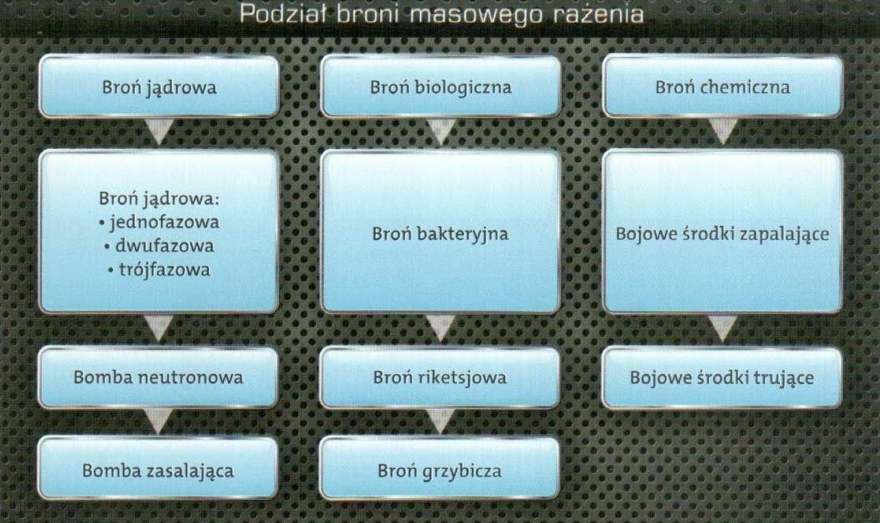 Podział broni masowego rażenia
Broń jądrowa
Broń biologiczna
Broń chemiczna
Broń jądrowa:
• jednofazowa
• dwufazowa
• trójfazowa
Broń bakteryjna
Bojowe środki zapalające
Bomba neutronowa
Broń riketsjowa
Bojowe środki trujące
Bomba zasalająca
Broń grzybicza